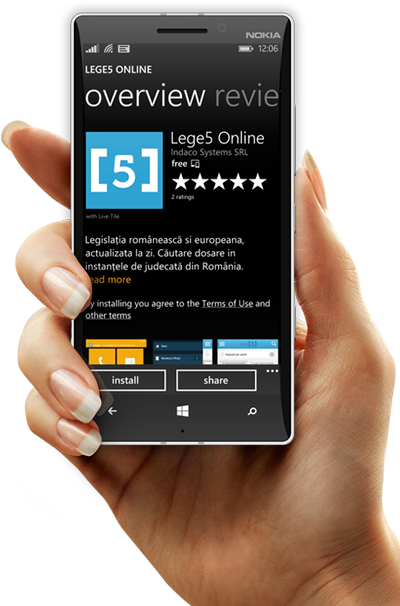 NOKIA
12:06
LEGE5 ONLINE
overview revie
[5]
Lege5 Online
Indaco Systems SRL
free
2 ratings
with Live Tile
Legislația românească si europeana,
actualizata la zi. Căutare dosare in
instanțele de judecată din România.
ead more
y installing you agree to the Terms of Use and
other terms
install
share